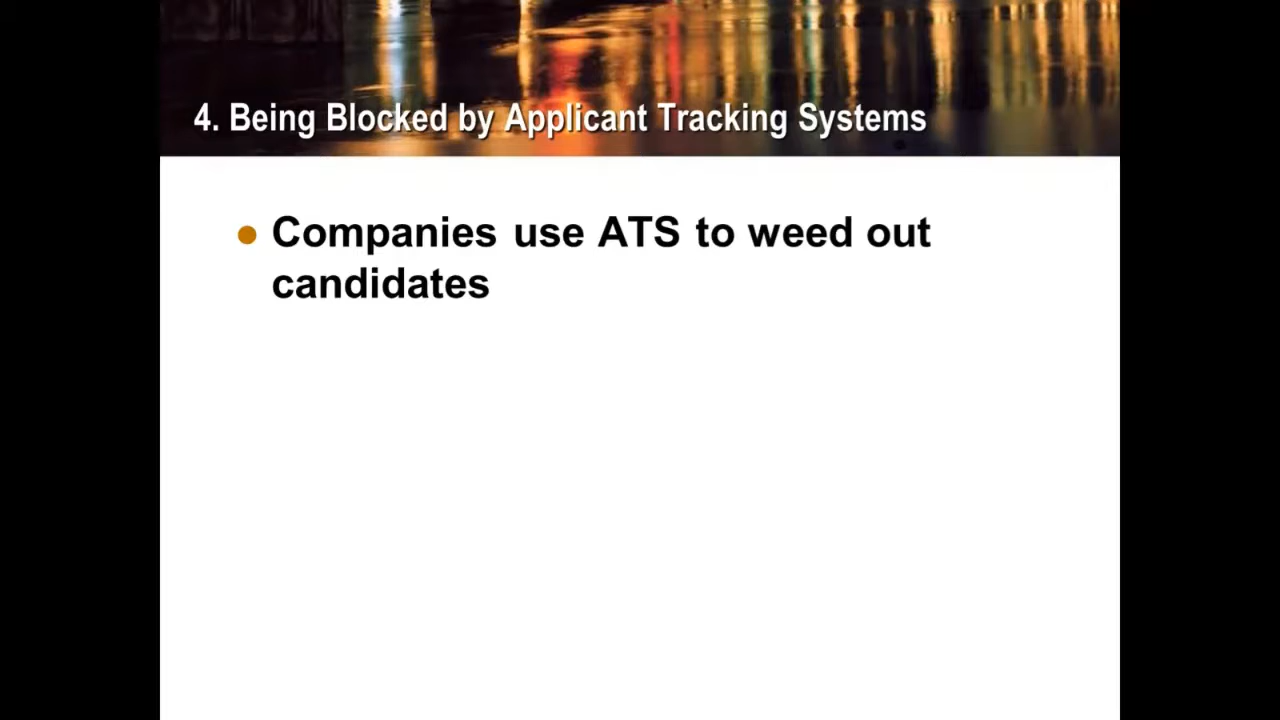 4. Being Blocked by Applicant Tracking Systems
Companies use ATS to weed out
candidates